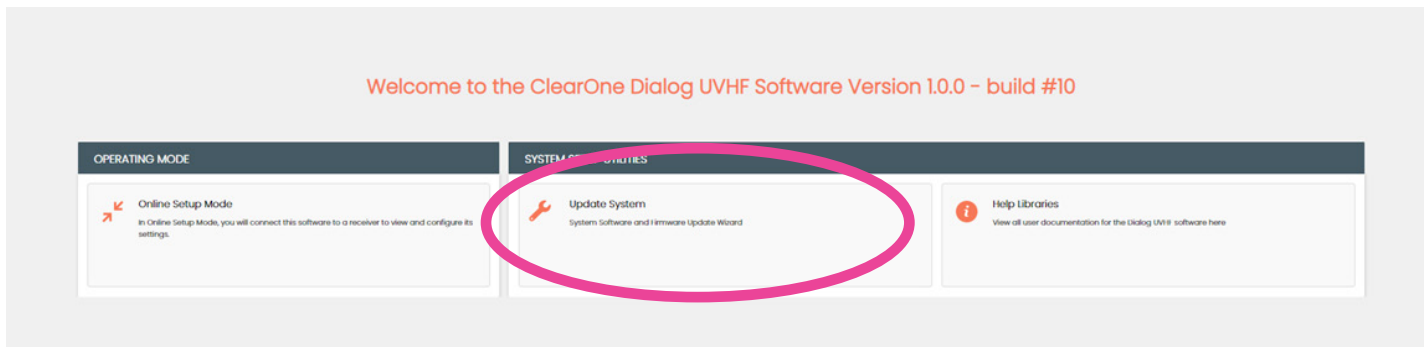 Welcome to the ClearOne Dialog UVHF Software Version 1.0.0 - build #10
OPERATING MODE
SYSTEM UTILITIES
Online Setup Mode
In Online Setup Mode, you will connect this software to a receiver to view and configure its
settings.
Update System
System Software and Firmware Update Wizard
Help Libraries
View all user documentation for the Dialog UVHF software here